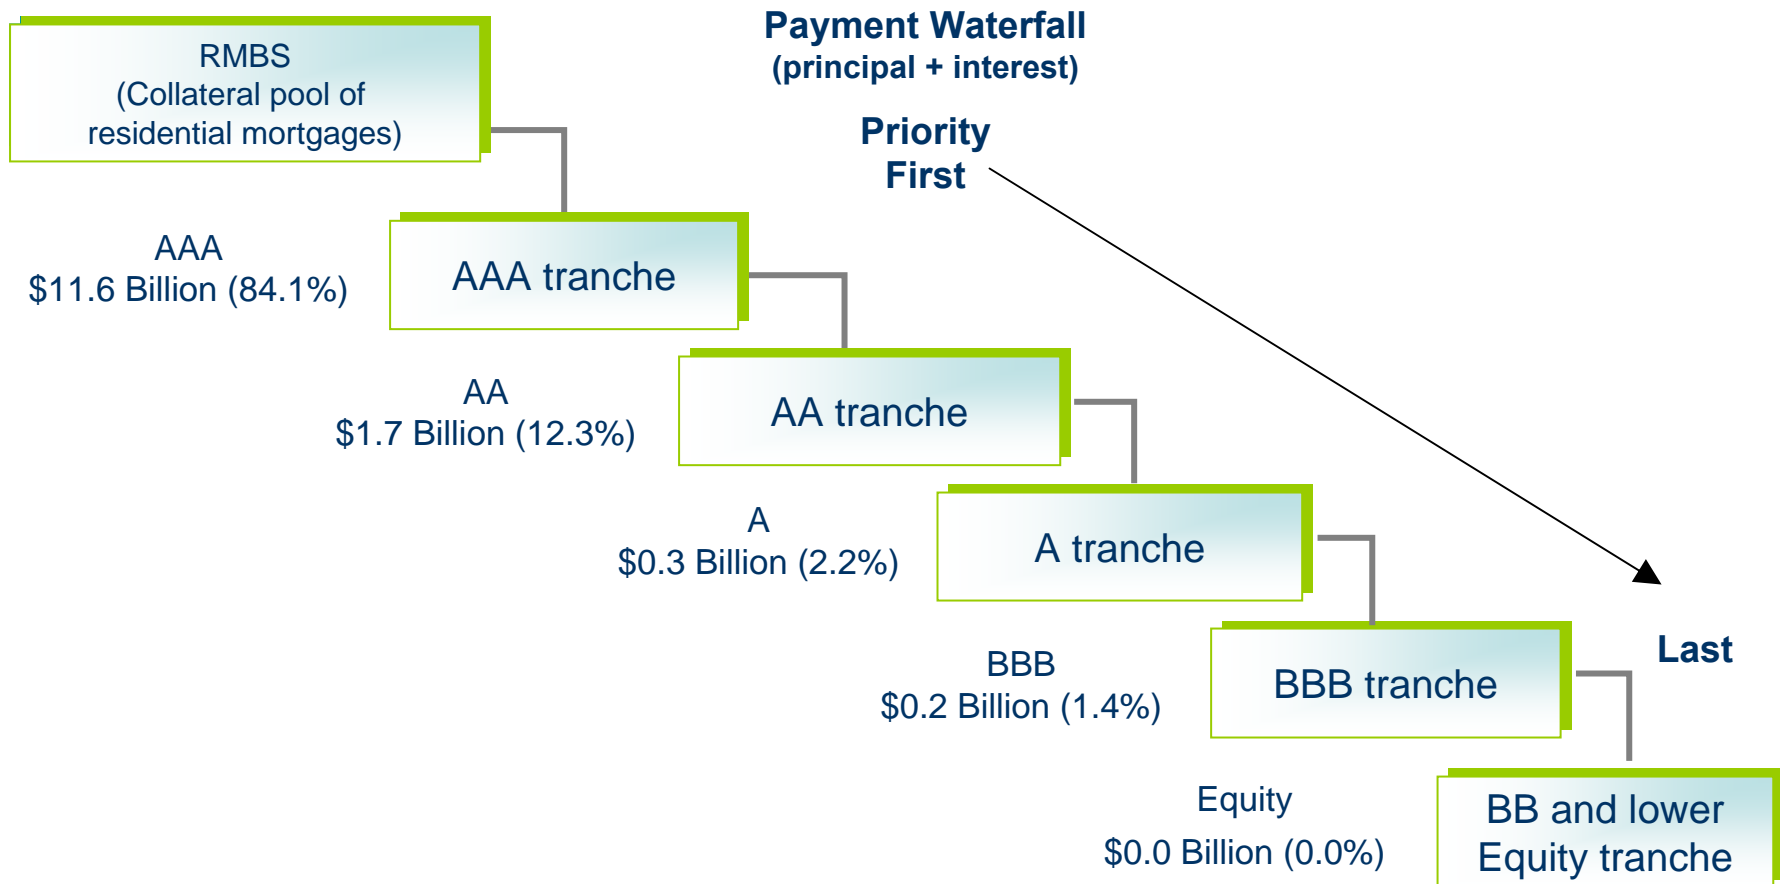 Payment Waterfall
(principal + interest)
RMBS
(Collateral pool of
residential mortgages)
Priority
First
AAA
$11.6 Billion (84.1%)
AAA tranche
AA
$1.7 Billion (12.3%)
AA tranche
A
$0.3 Billion (2.2%)
A tranche
BBB
$0.2 Billion (1.4%)
BBB tranche
Last
Equity
$0.0 Billion (0.0%)
BB and lower
Equity tranche